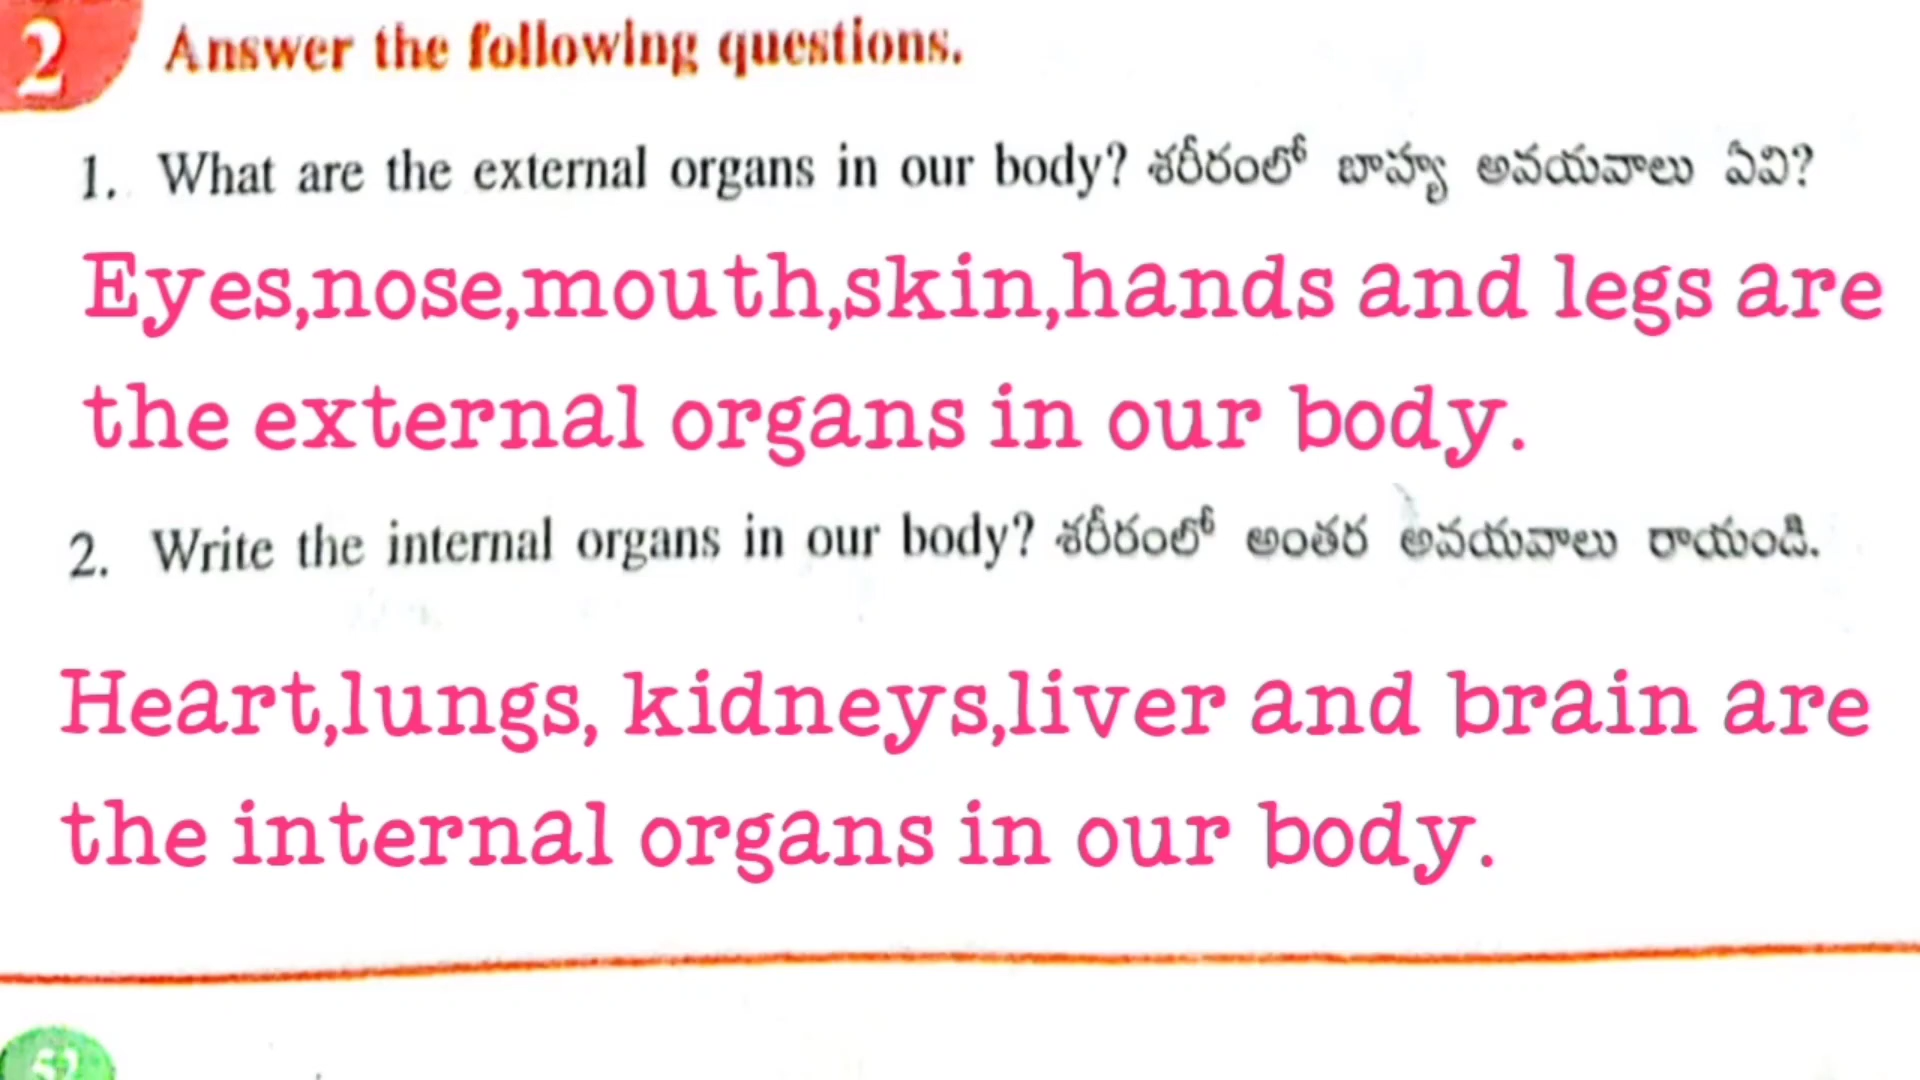 2 Answer the following questions.
1. What are the external organs in our body? శరీరంలో బాహ్య అవయవాలు ఏవి?
Eyes,nose,mouth,skin,hands and legs are
the external organs in our body.
2. Write the internal organs in our body? శరీరంలో అంతర అవయవాలు రాయండి.
Heart,lungs, kidneys,liver and brain are
the internal organs in our body.
52